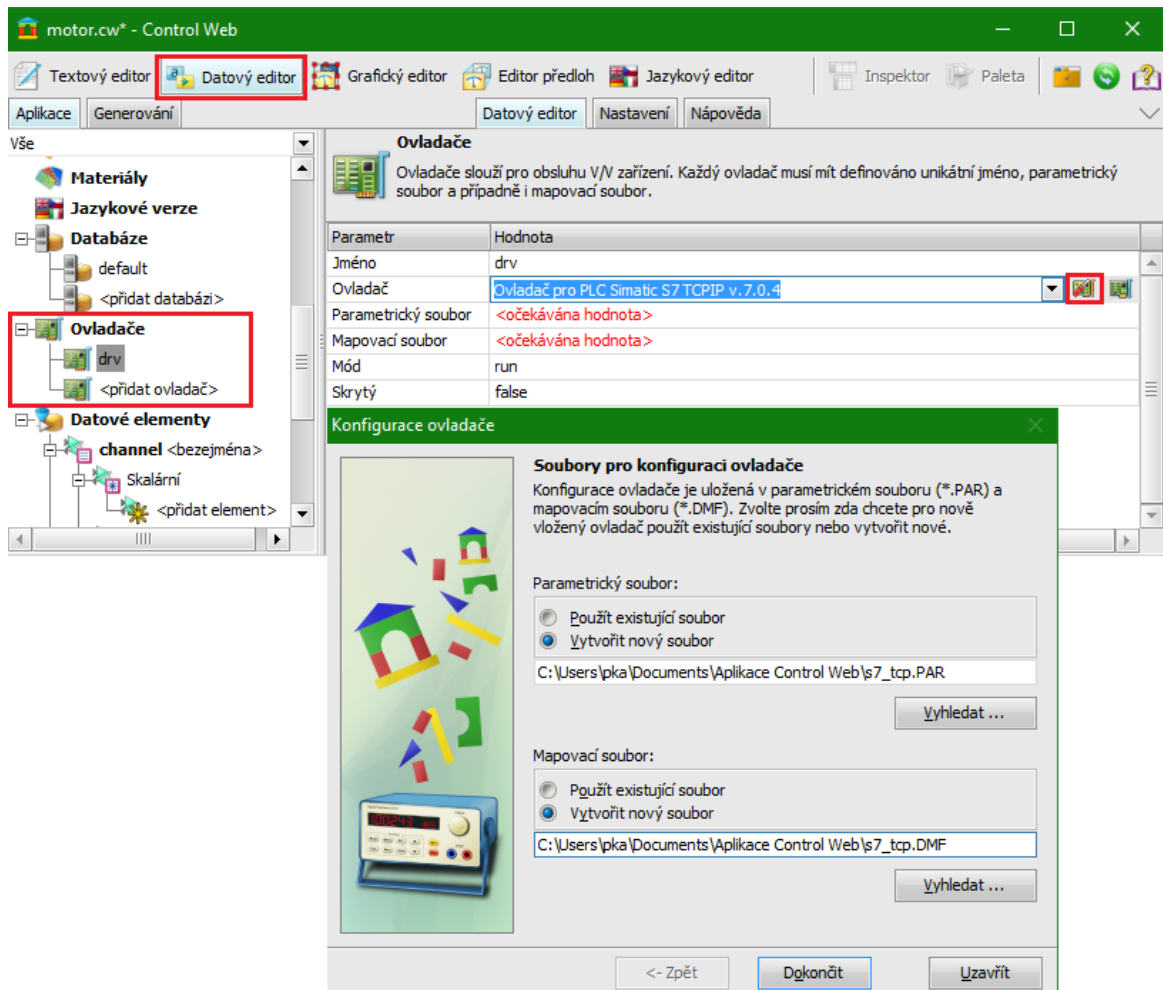 motor.cw* - Control Web
Textový editor Datový editor Grafický editor Editor předloh Jazykový editor Inspektor Paleta
Aplikace Generování Datový editor Nastavení Nápověda
Vše
Materiály
Jazykové verze
Databáze
default
<přidat databázi>
Ovladače
drv
<přidat ovladač>
Datové elementy
channel <bezejména>
Skalární
<přidat element>
Ovladače
Ovladače slouží pro obsluhu V/V zařízení. Každý ovladač musí mít definováno unikátní jméno, parametrický
soubor a případně i mapovací soubor.
Parametr Hodnota
Jméno drv
Ovladač Ovladač pro PLC Simatic S7 TCPIP v.7.0.4
Parametrický soubor <očekávána hodnota>
Mapovací soubor <očekávána hodnota>
Mód run
Skrytý false
Konfigurace ovladače
Soubory pro konfiguraci ovladače
Konfigurace ovladače je uložená v parametrickém souboru (*.PAR) a
mapovacím souboru (*.DMF). Zvolte prosím zda chcete pro nově
vložený ovladač použít existující soubory nebo vytvořit nové.
Parametrický soubor:
Použít existující soubor
Vytvořit nový soubor
C:\Users\pka\Documents\Aplikace Control Web\s7_tcp.PAR
Vyhledat ...
Mapovací soubor:
Použít existující soubor
Vytvořit nový soubor
C:\Users\pka\Documents\Aplikace Control Web\s7_tcp.DMF
Vyhledat ...
<- Zpět Dokončit Uzavřít